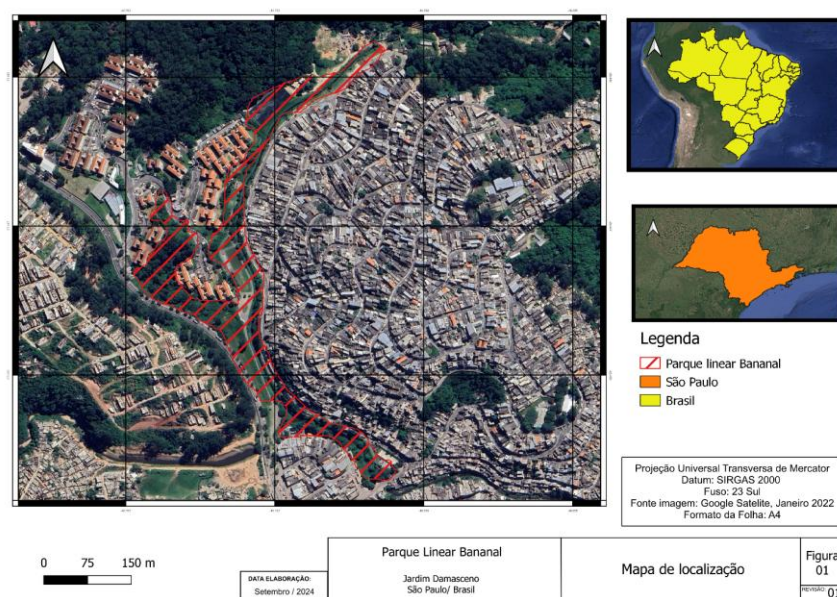 Legenda
Parque linear Bananal
São Paulo
Brasil
Projeção Universal Transversa de Mercator
Datum: SIRGAS 2000
Fuso: 23 Sul
Fonte imagem: Google Satelite, Janeiro 2022
Formato da Folha: A4
0 75 150 m
DATA ELABORAÇÃO:
Setembro / 2024
Parque Linear Bananal
Jardim Damasceno
São Paulo/ Brasil
Mapa de localização
Figura
01
REVISÃO: